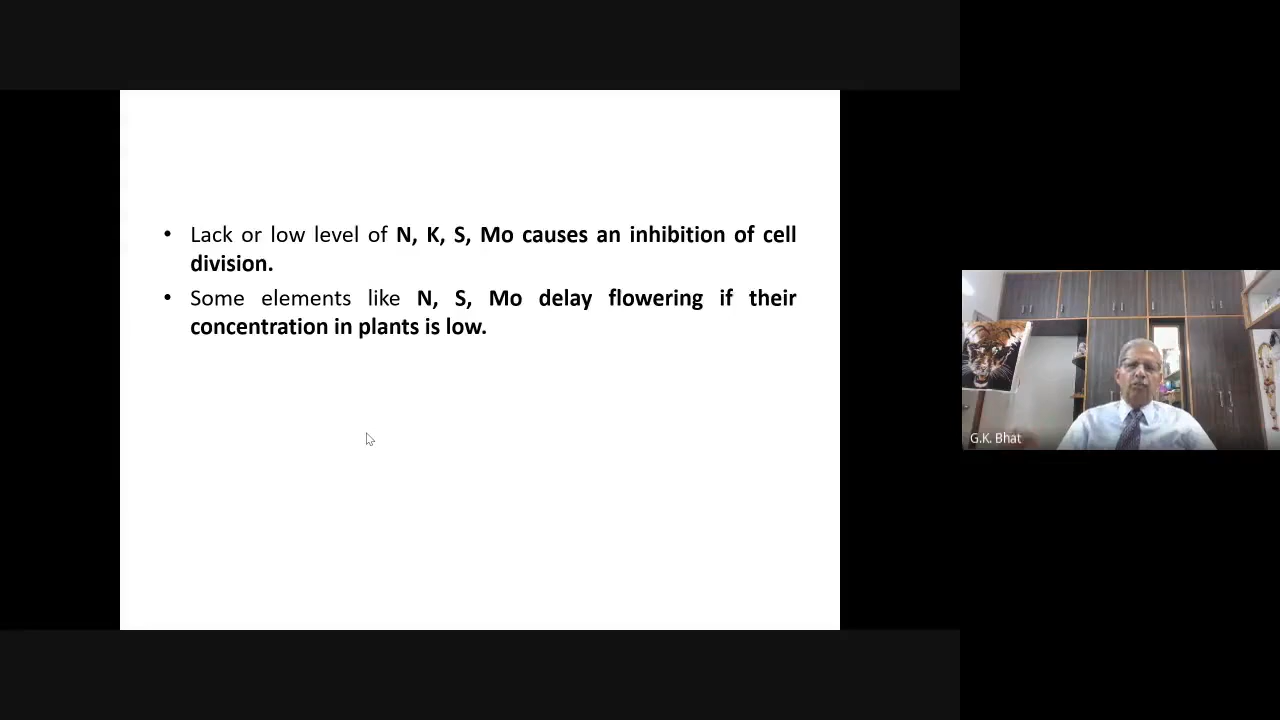 • Lack or low level of N, K, S, Mo causes an inhibition of cell
division.
• Some elements like N, S, Mo delay flowering if their
concentration in plants is low.
G.K. Bhat